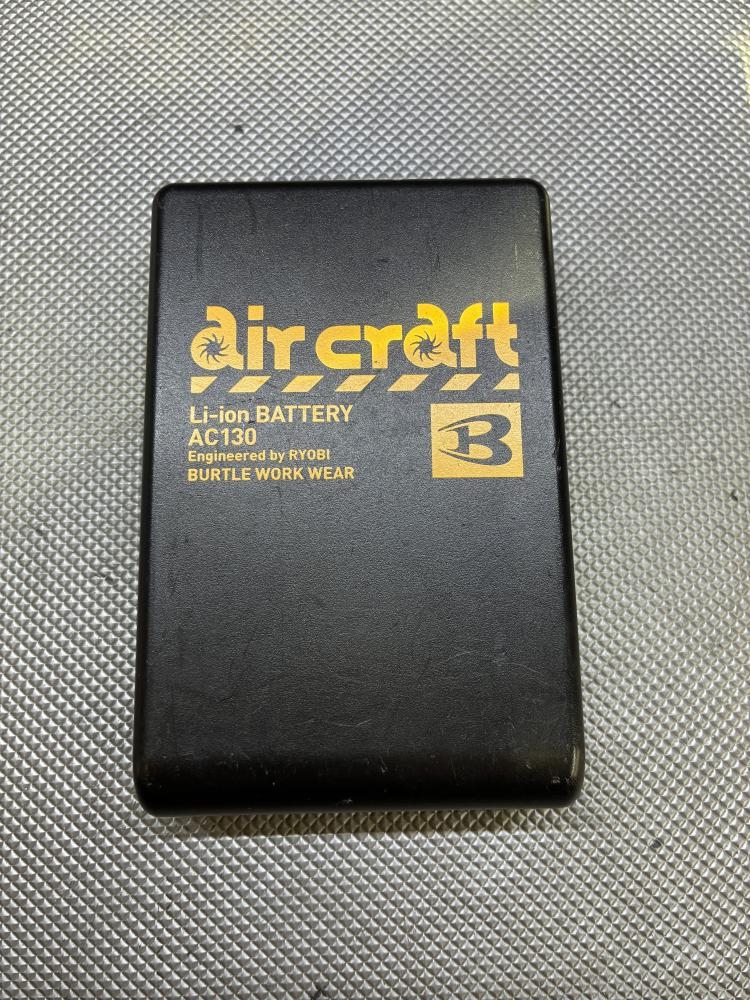 air craft
Li-ion BATTERY
AC130
Engineered by RYOBI
BURTLE WORK WEAR
B